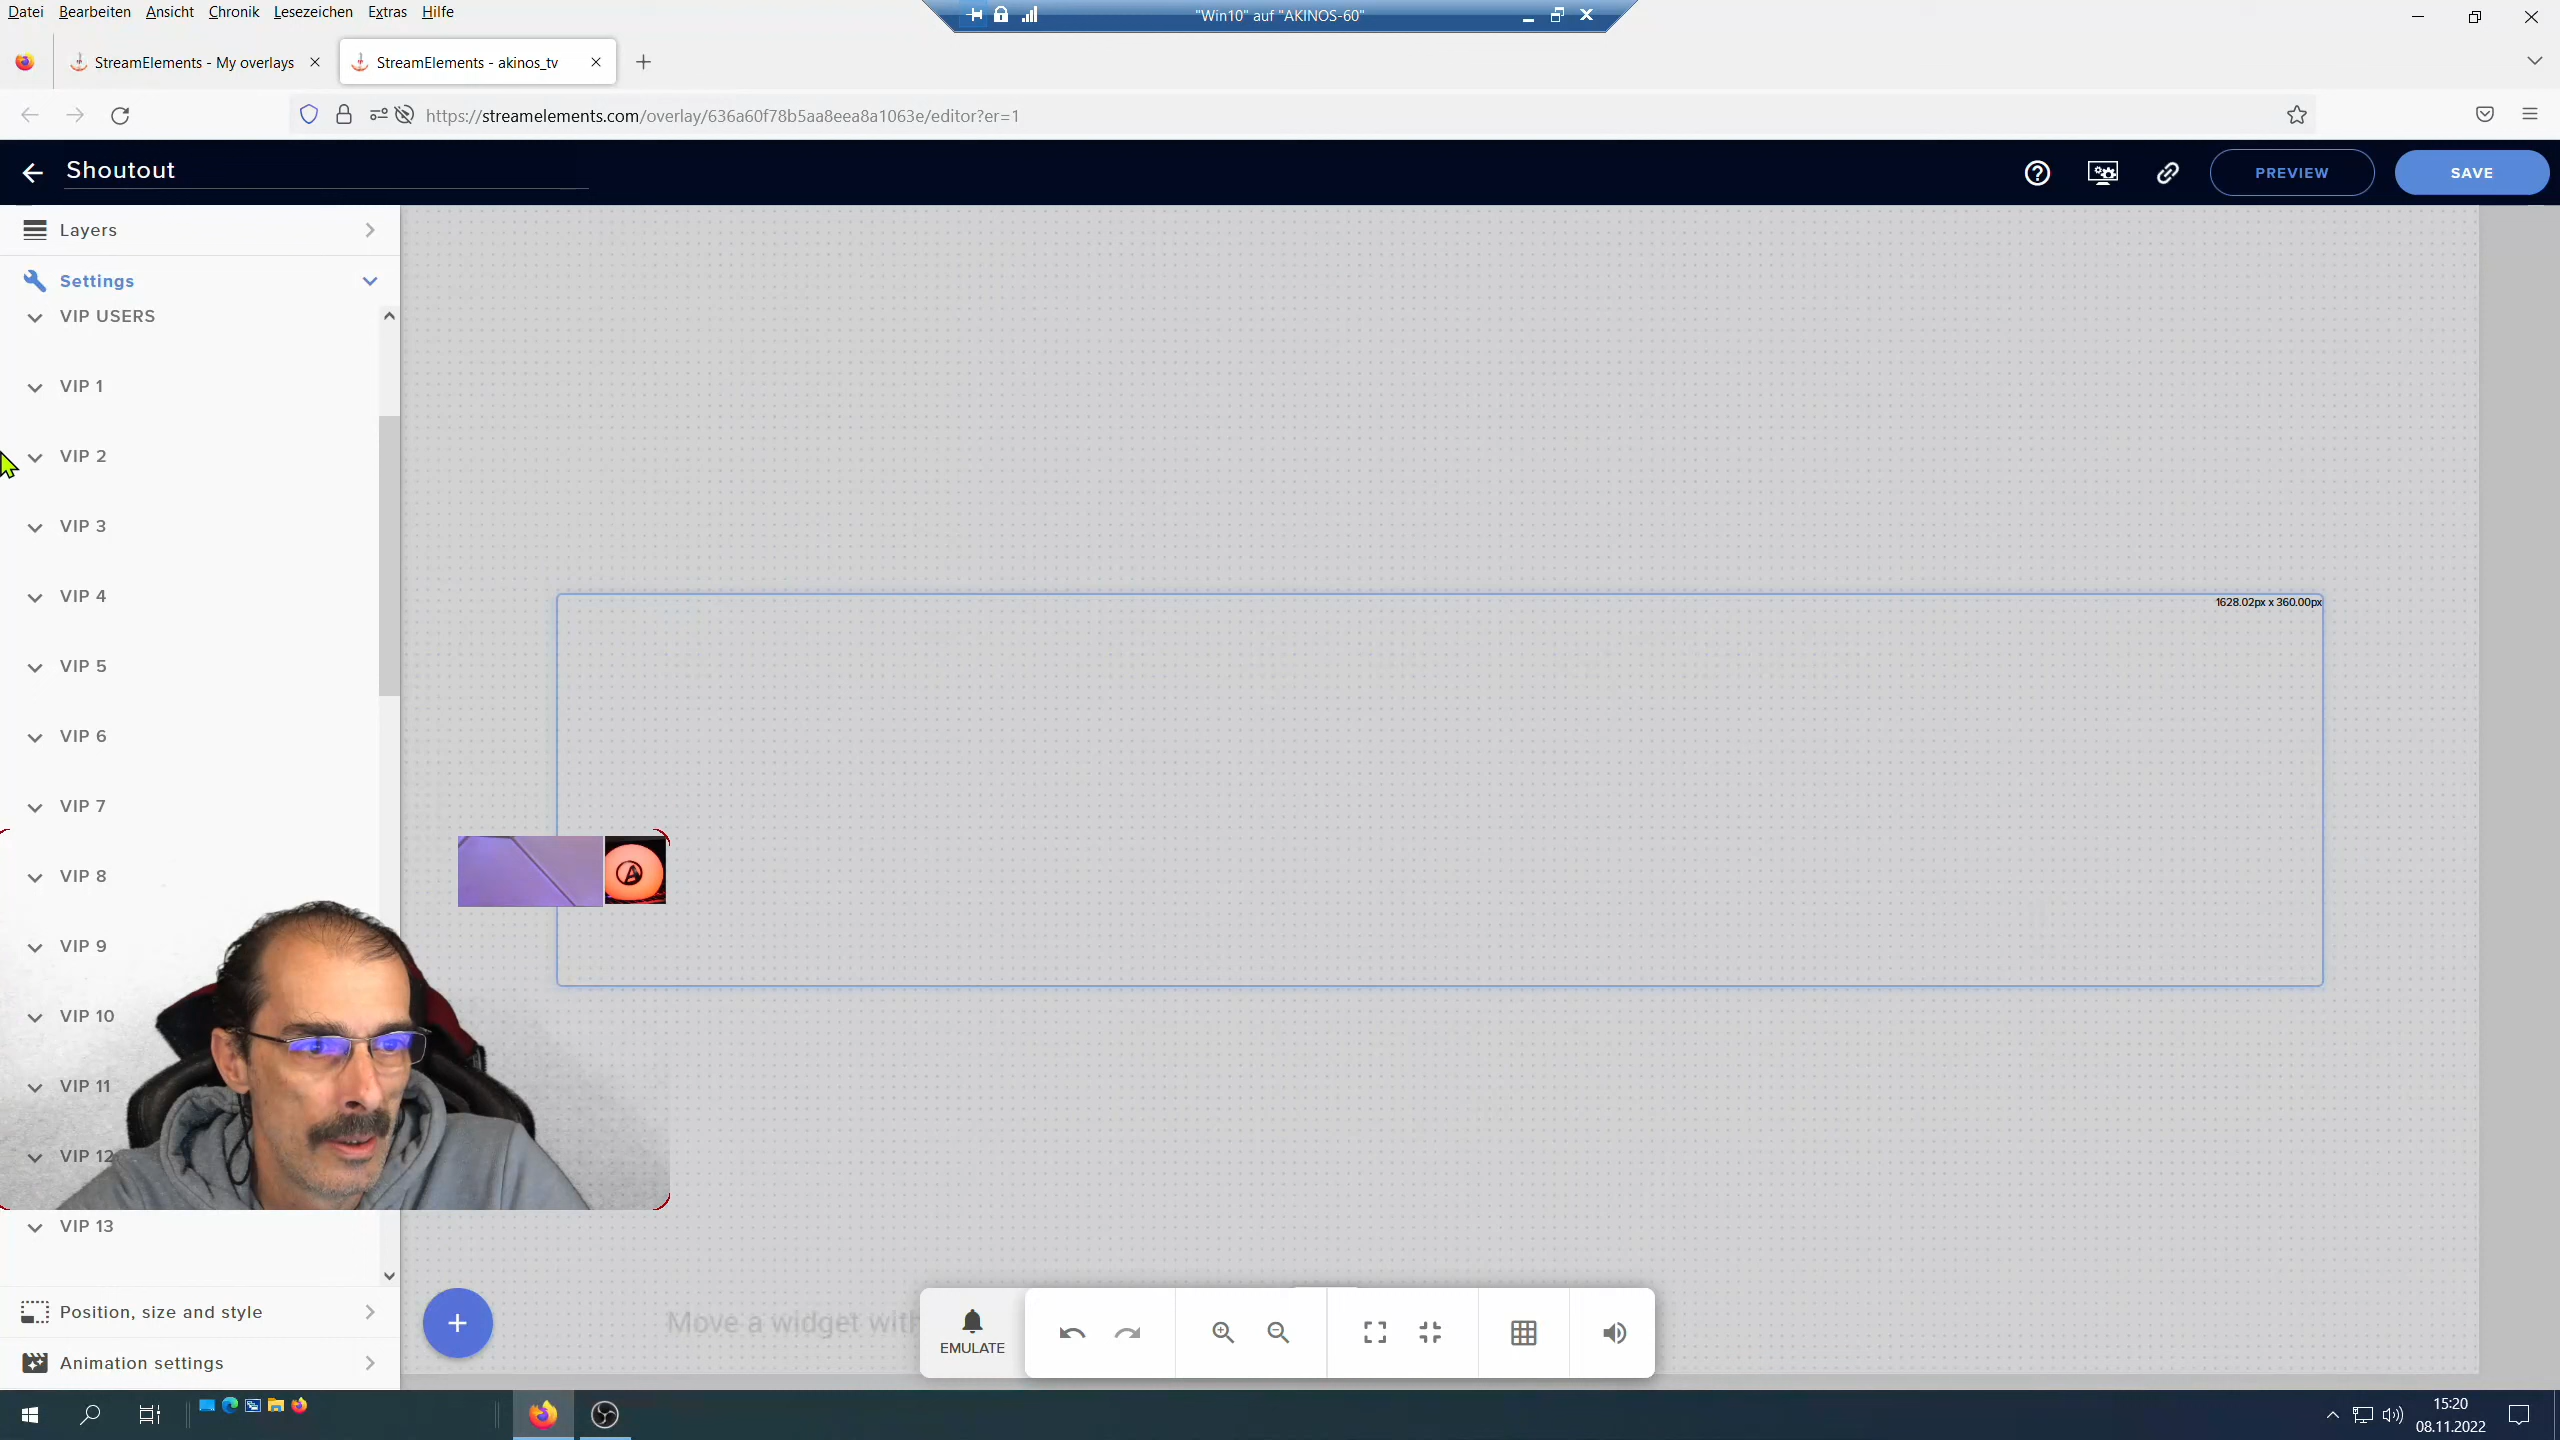 Datei Bearbeiten Ansicht Chronik Lesezeichen Extras Hilfe
"Win10" auf "AKINOS-60"
StreamElements - My overlays
StreamElements - akinos_tv
https://streamelements.com/overlay/636a60f78b5aa8eea8a1063e/editor?er=1
Shoutout
PREVIEW
SAVE
Layers
Settings
VIP USERS
VIP 1
VIP 2
VIP 3
VIP 4
1628.02px x 360.00px
VIP 5
VIP 6
VIP 7
VIP 8
VIP 9
VIP 10
VIP 11
VIP 12
VIP 13
Position, size and style
Move a widget with
EMULATE
Animation settings
15:20
08.11.2022